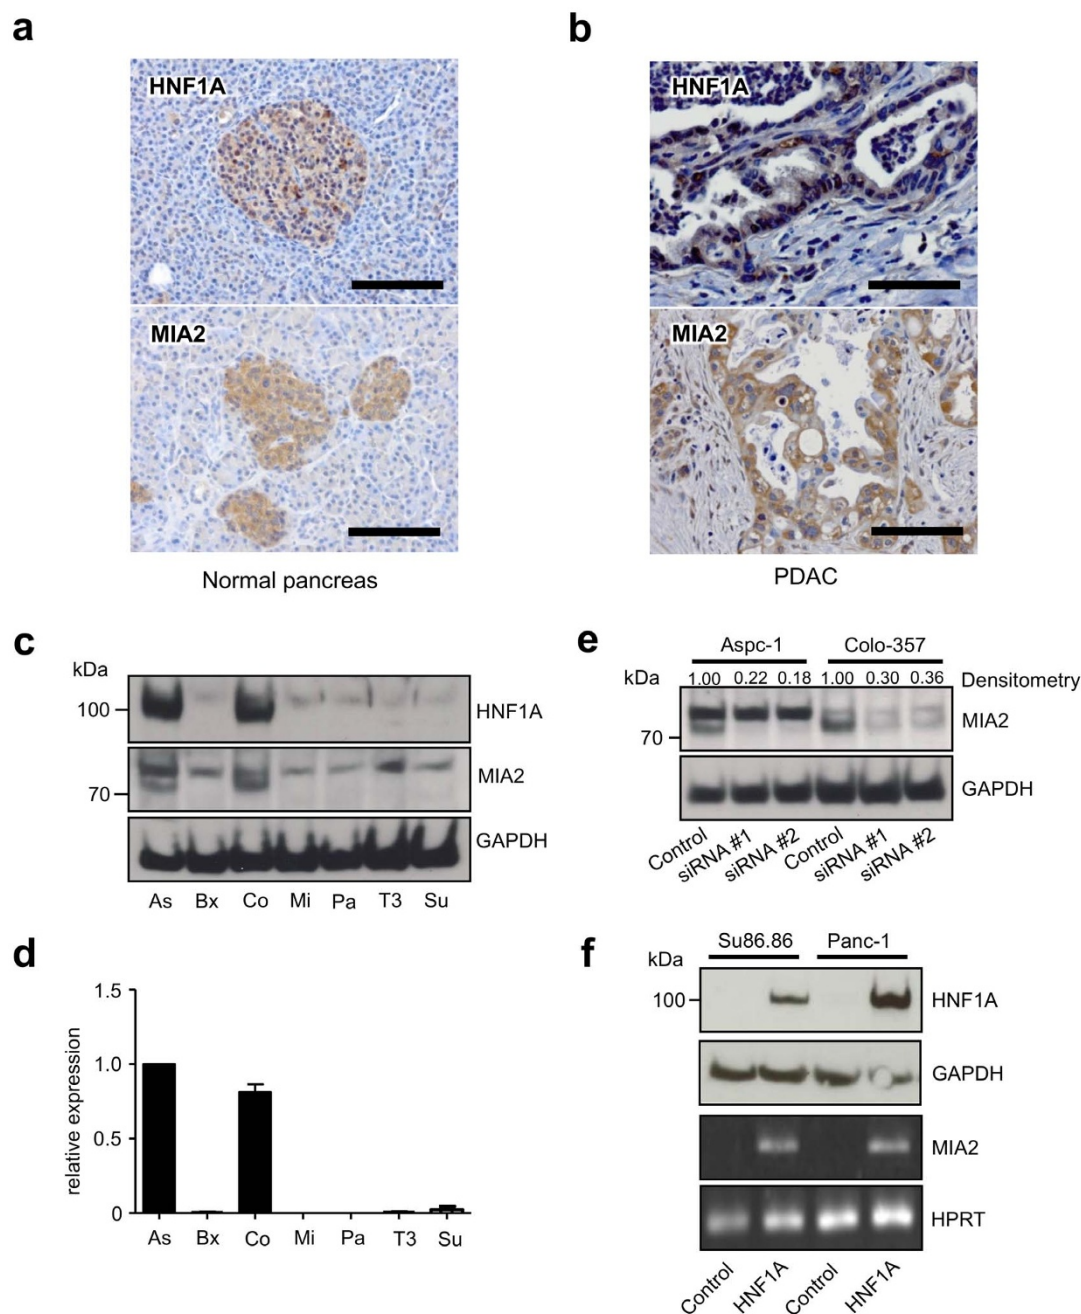 a
HNF1A
MIA2
Normal pancreas
b
HNF1A
MIA2
PDAC
c
kDa
100
HNF1A
70
MIA2
GAPDH
As Bx Co Mi Pa T3 Su
d
relative expression
1.5
1.0
0.5
0
As Bx Co Mi Pa T3 Su
e
Aspc-1 Colo-357
kDa
1.00 0.22 0.18 1.00 0.30 0.36 Densitometry
MIA2
70
GAPDH
Control siRNA #1 siRNA #2 Control siRNA #1 siRNA #2
f
Su86.86 Panc-1
kDa
100
HNF1A
GAPDH
MIA2
HPRT
Control HNF1A Control HNF1A